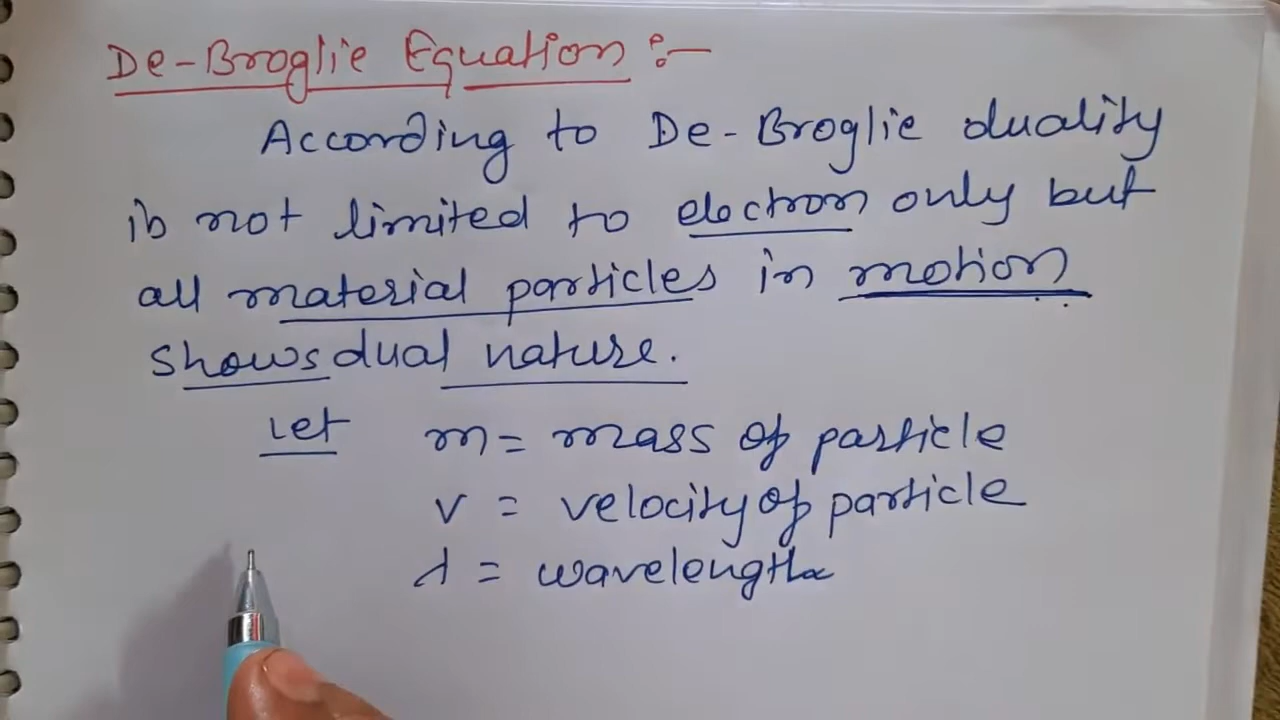 De-Broglie Equation :-
According to De-Broglie duality
is not limited to electron only but
all material particles in motion
shows dual nature.
Let m = mass of particle
v = velocity of particle
λ = wavelength